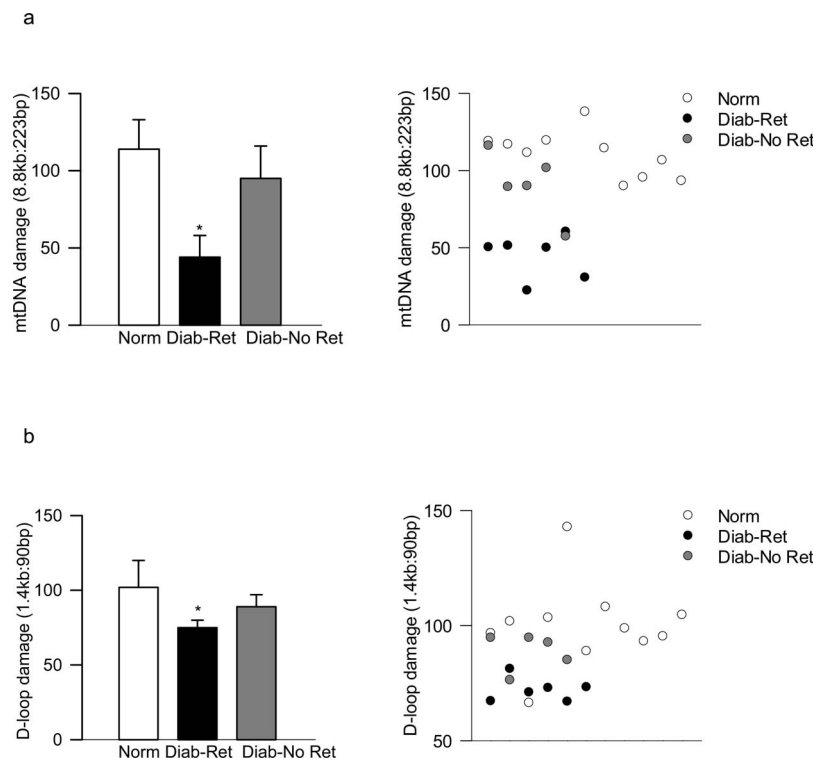 a
mtDNA damage (8.8kb:223bp)
150
100
50
0
*
Norm Diab-Ret Diab-No Ret
mtDNA damage (8.8kb:223bp)
150
100
50
0
Norm
Diab-Ret
Diab-No Ret
b
D-loop damage (1.4kb:90bp)
150
100
50
0
*
Norm Diab-Ret Diab-No Ret
D-loop damage (1.4kb:90bp)
150
100
50
Norm
Diab-Ret
Diab-No Ret